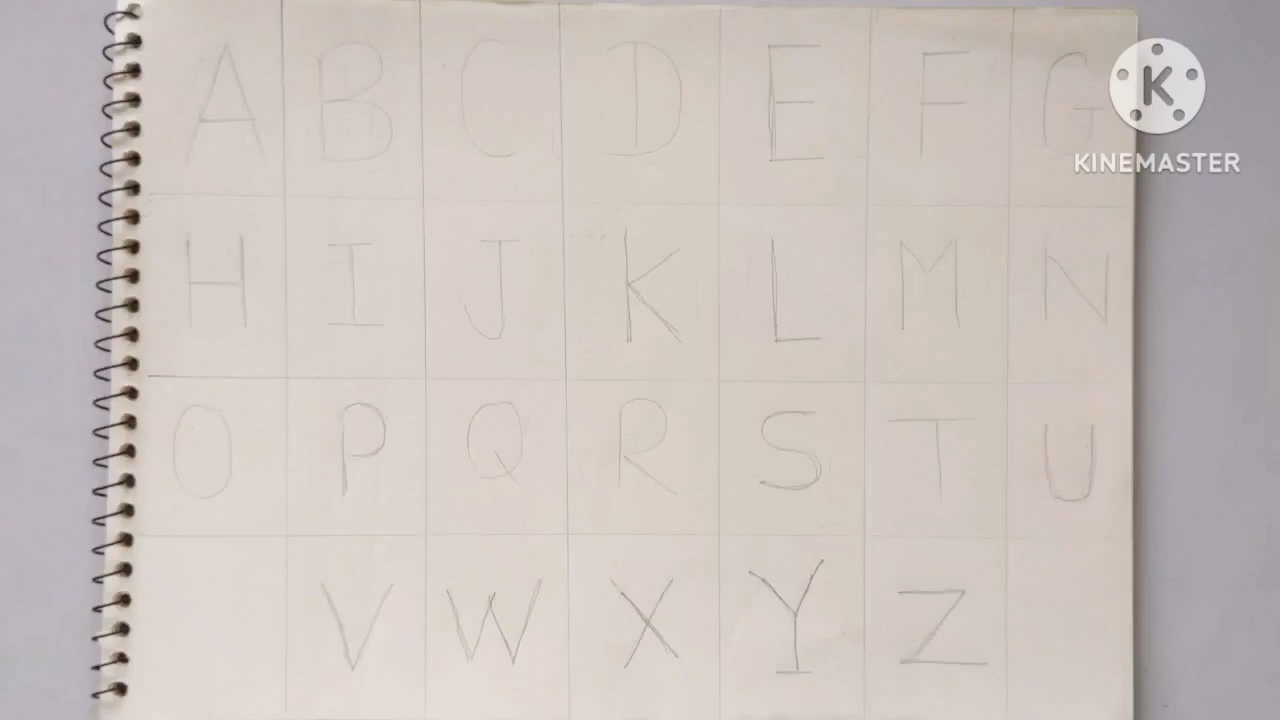 A B C D E F G
H I J K L M N
O P Q R S T U
V W X Y Z
K
KINEMASTER